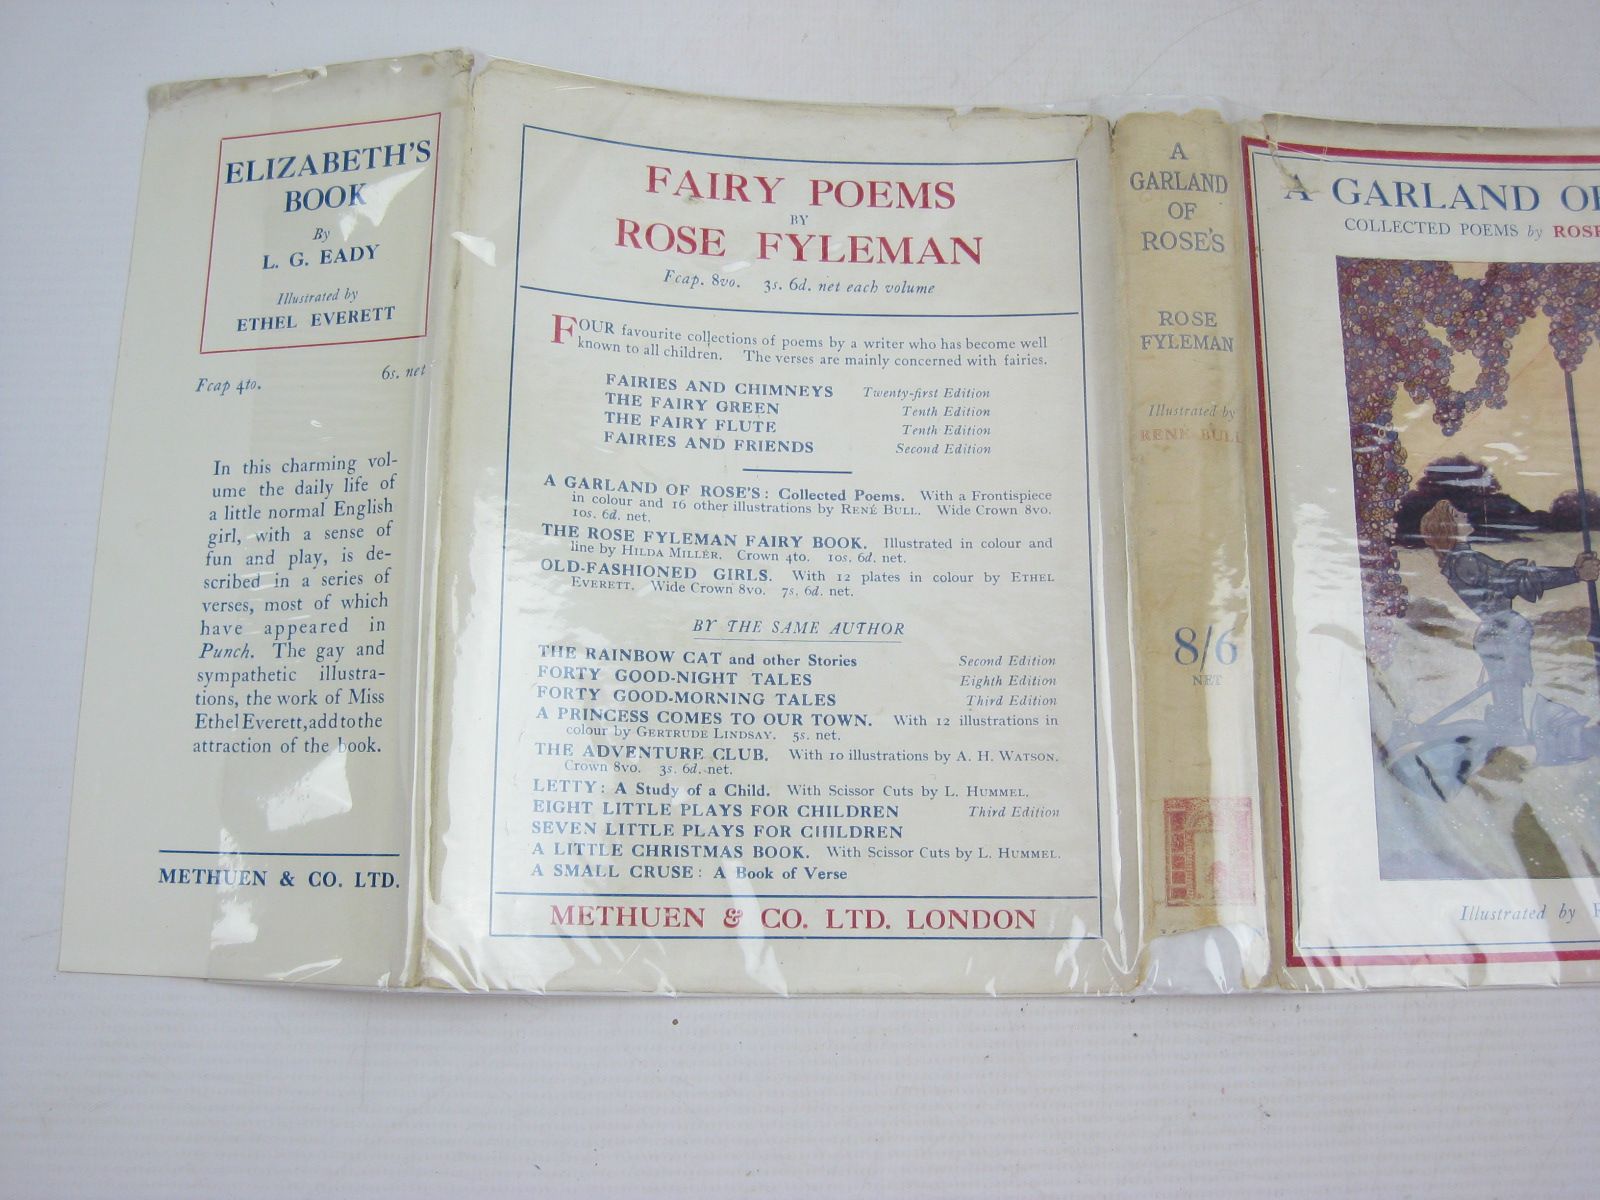 ELIZABETH'S
BOOK
By
L. G. EADY
Illustrated by
ETHEL EVERETT
Fcap 4to. 6s. net
In this charming vol-
ume the daily life of
a little normal English
girl, with a sense of
fun and play, is de-
scribed in a series of
verses, most of which
have appeared in
Punch. The gay and
sympathetic illustra-
tions, the work of Miss
Ethel Everett, add to the
attraction of the book.
METHUEN & CO. LTD.
FAIRY POEMS
BY
ROSE FYLEMAN
Fcap. 8vo. 3s. 6d. net each volume
FOUR favourite collections of poems by a writer who has become well
known to all children. The verses are mainly concerned with fairies.
FAIRIES AND CHIMNEYS Twenty-first Edition
THE FAIRY GREEN Tenth Edition
THE FAIRY FLUTE Tenth Edition
FAIRIES AND FRIENDS Second Edition
A GARLAND OF ROSE'S: Collected Poems. With a Frontispiece
in colour and 16 other illustrations by RENÉ BULL. Wide Crown 8vo.
10s. 6d. net.
THE ROSE FYLEMAN FAIRY BOOK. Illustrated in colour and
line by HILDA MILLER. Crown 4to. 10s. 6d. net.
OLD-FASHIONED GIRLS. With 12 plates in colour by ETHEL
EVERETT. Wide Crown 8vo. 7s. 6d. net.
BY THE SAME AUTHOR
THE RAINBOW CAT and other Stories Second Edition
FORTY GOOD-NIGHT TALES Eighth Edition
FORTY GOOD-MORNING TALES Third Edition
A PRINCESS COMES TO OUR TOWN. With 12 illustrations in
colour by GERTRUDE LINDSAY. 5s. net.
THE ADVENTURE CLUB. With 10 illustrations by A. H. WATSON.
Crown 8vo. 3s. 6d. net.
LETTY: A Study of a Child. With Scissor Cuts by L. HUMMEL.
EIGHT LITTLE PLAYS FOR CHILDREN Third Edition
SEVEN LITTLE PLAYS FOR CHILDREN
A LITTLE CHRISTMAS BOOK. With Scissor Cuts by L. HUMMEL.
A SMALL CRUSE: A Book of Verse
METHUEN & CO. LTD. LONDON
A
GARLAND
OF
ROSE'S
ROSE
FYLEMAN
Illustrated by
RENÉ BULL
8/6
NET
A GARLAND OF
COLLECTED POEMS by ROSE
Illustrated by